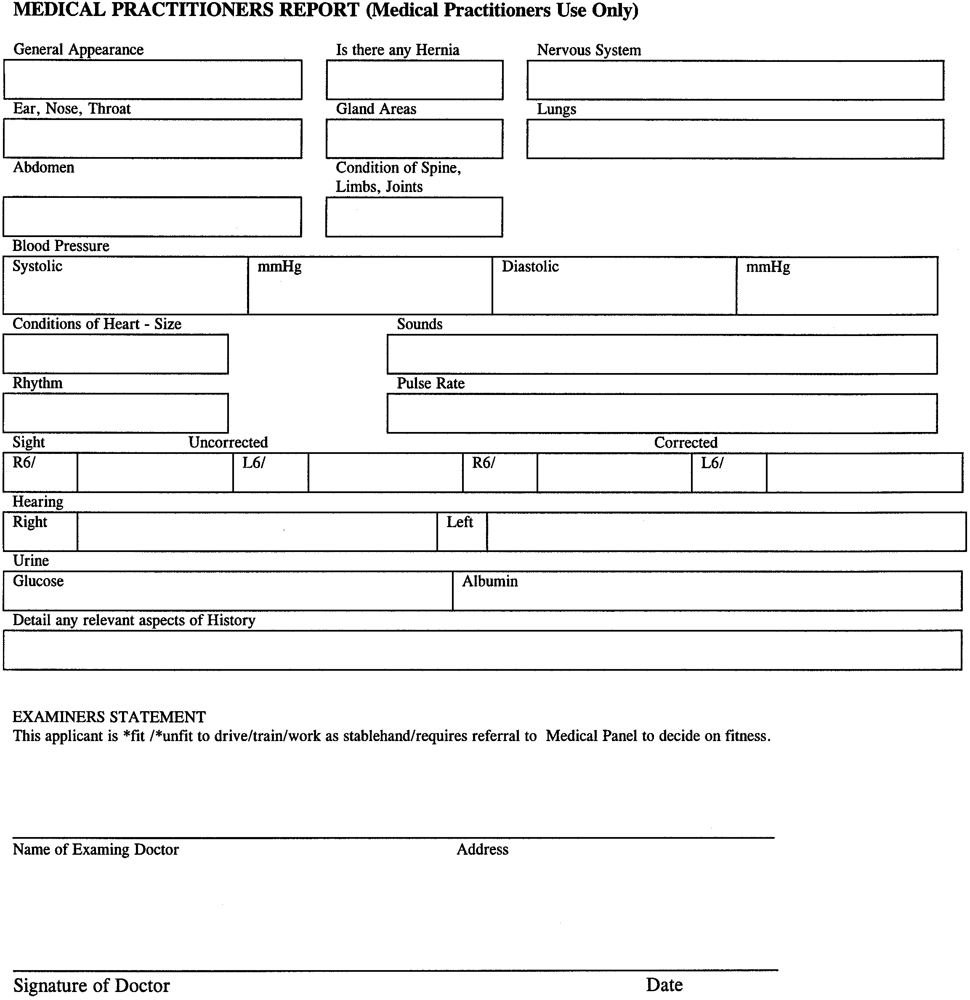 MEDICAL PRACTITIONERS REPORT (Medical Practitioners Use Only)
General Appearance Is there any Hernia Nervous System
Ear, Nose, Throat Gland Areas Lungs
Abdomen Condition of Spine,
Limbs, Joints
Blood Pressure
Systolic mmHg Diastolic mmHg
Conditions of Heart - Size Sounds
Rhythm Pulse Rate
Sight Uncorrected Corrected
R6/ L6/ R6/ L6/
Hearing
Right Left
Urine
Glucose Albumin
Detail any relevant aspects of History
EXAMINERS STATEMENT
This applicant is *fit /*unfit to drive/train/work as stablehand/requires referral to Medical Panel to decide on fitness.
Name of Examing Doctor Address
Signature of Doctor Date